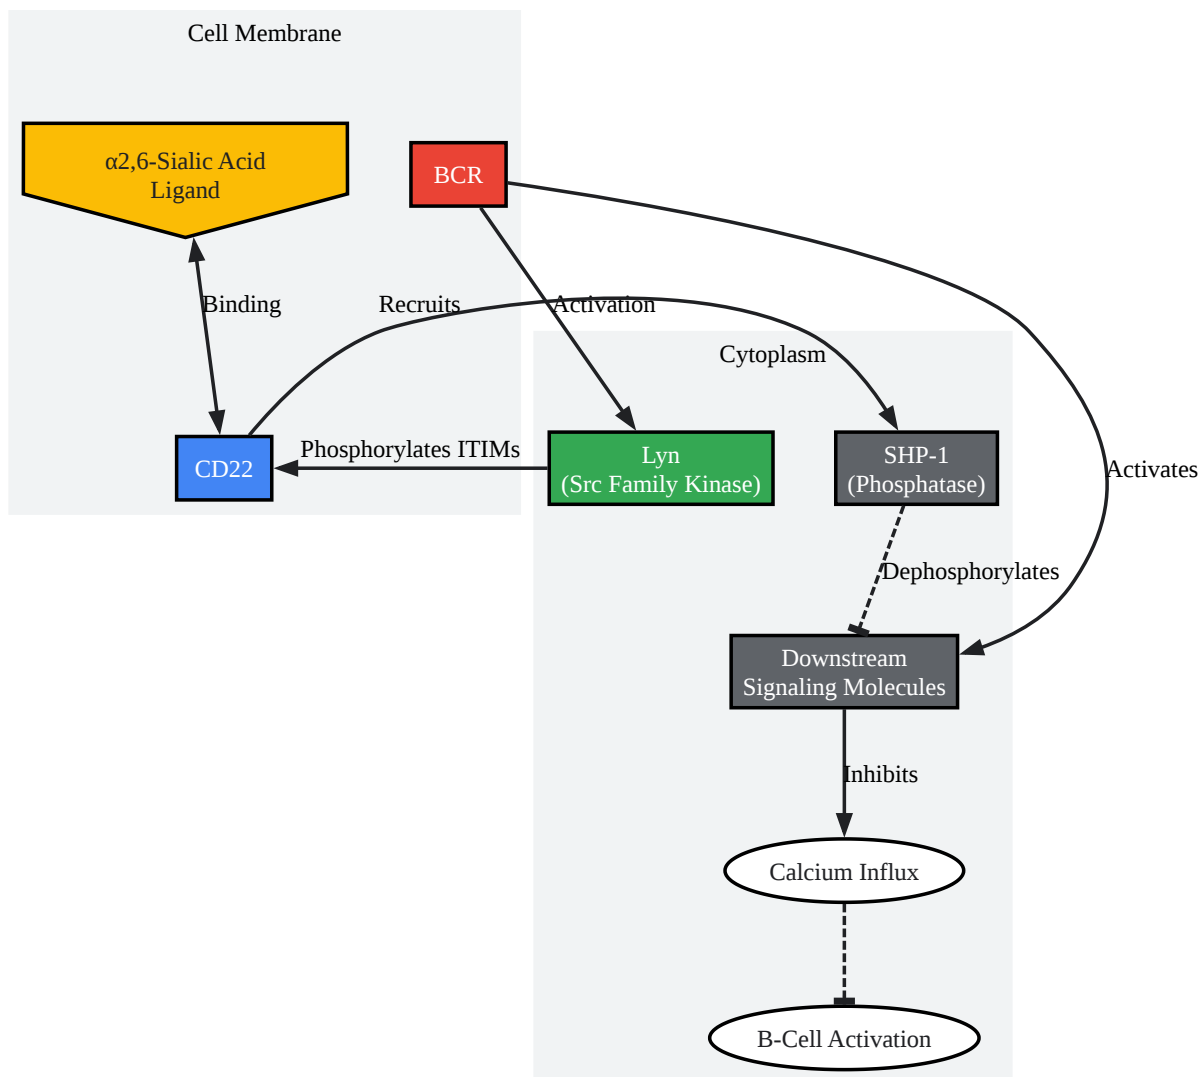 Cell Membrane
α2,6-Sialic Acid
Ligand
BCR
Binding
Recruits
Activation
Cytoplasm
Phosphorylates ITIMs
CD22
Lyn
(Src Family Kinase)
SHP-1
(Phosphatase)
Activates
Dephosphorylates
Downstream
Signaling Molecules
Inhibits
Calcium Influx
B-Cell Activation